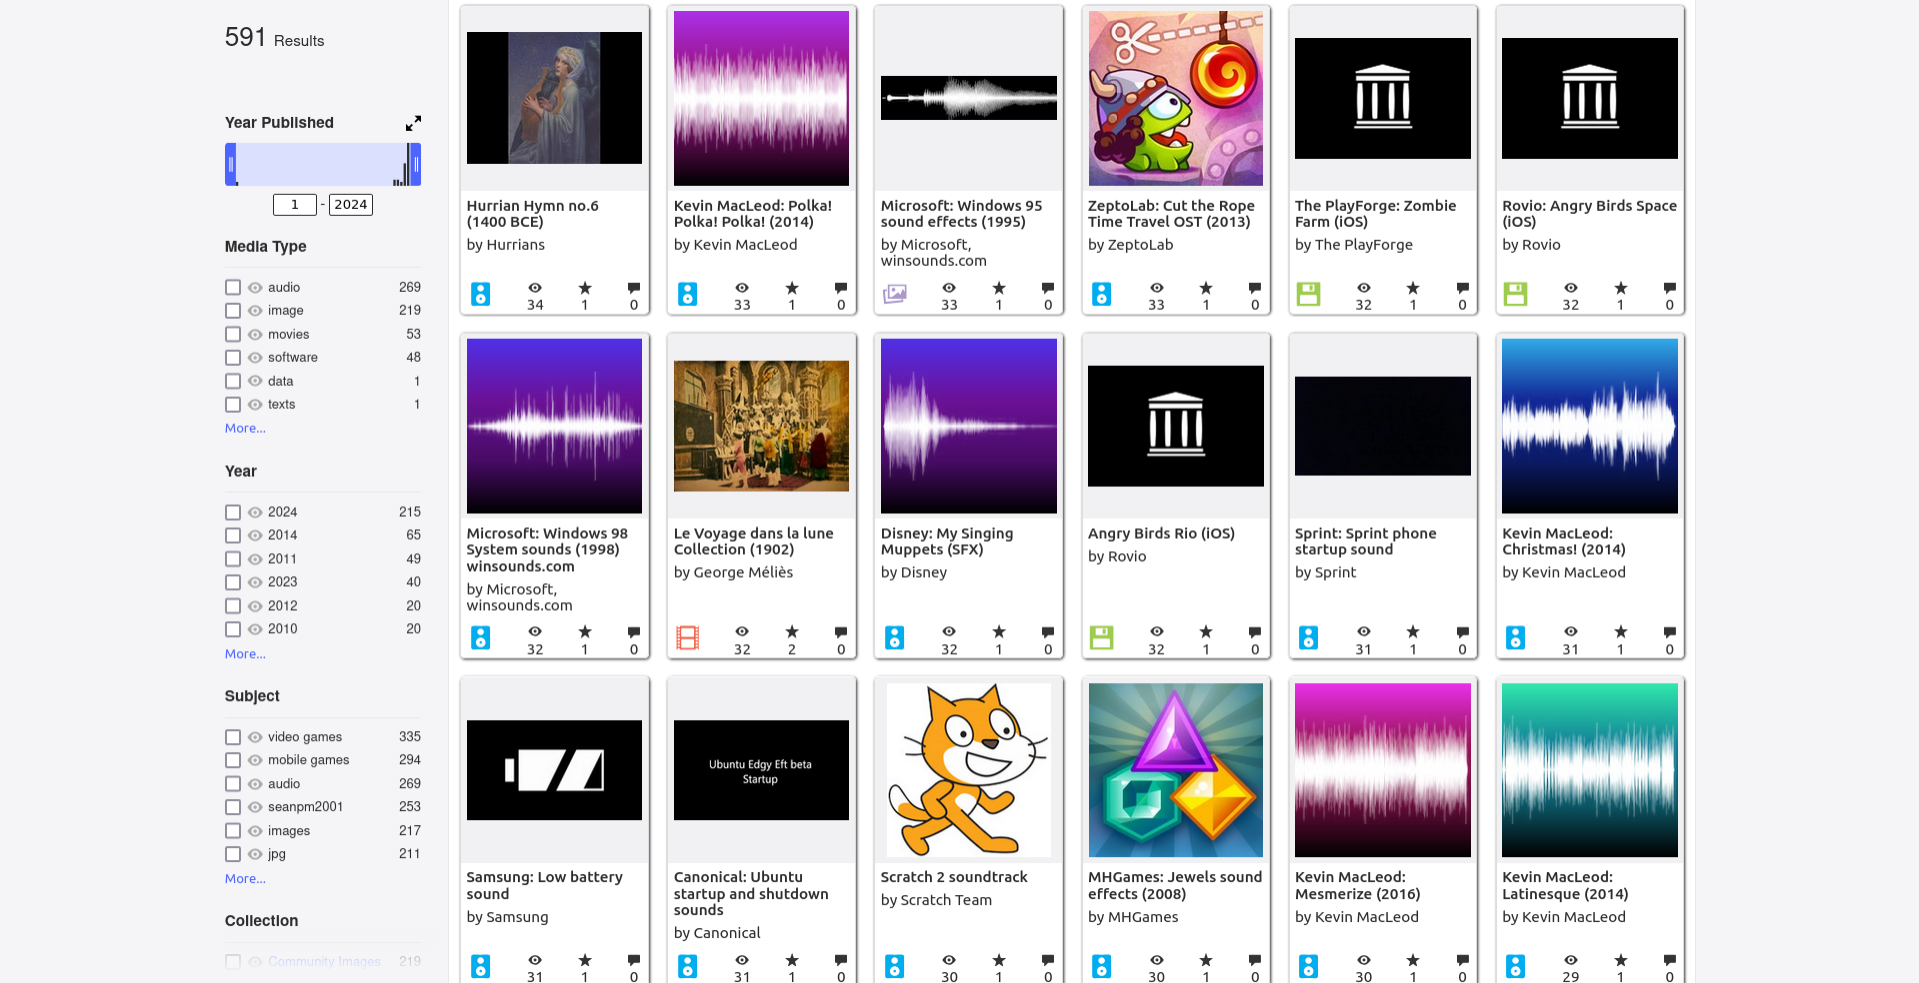 591 Results
Year Published
1 - 2024
Media Type
audio 269
image 219
movies 53
software 48
data 1
texts 1
More...
Year
2024 215
2014 65
2011 49
2023 40
2012 20
2010 20
More...
Subject
video games 335
mobile games 294
audio 269
seanpm2001 253
images 217
jpg 211
More...
Collection
Community Images 219
Hurrian Hymn no.6
(1400 BCE)
by Hurrians
34 1 0
Kevin MacLeod: Polka!
Polka! Polka! (2014)
by Kevin MacLeod
33 1 0
Microsoft: Windows 95
sound effects (1995)
by Microsoft,
winsounds.com
33 1 0
ZeptoLab: Cut the Rope
Time Travel OST (2013)
by ZeptoLab
33 1 0
The PlayForge: Zombie
Farm (iOS)
by The PlayForge
32 1 0
Rovio: Angry Birds Space
(iOS)
by Rovio
32 1 0
Microsoft: Windows 98
System sounds (1998)
winsounds.com
by Microsoft,
winsounds.com
32 1 0
Le Voyage dans la lune
Collection (1902)
by George Méliès
32 2 0
Disney: My Singing
Muppets (SFX)
by Disney
32 1 0
Angry Birds Rio (iOS)
by Rovio
32 1 0
Sprint: Sprint phone
startup sound
by Sprint
31 1 0
Kevin MacLeod:
Christmas! (2014)
by Kevin MacLeod
31 1 0
Samsung: Low battery
sound
by Samsung
31 1 0
Ubuntu Edgy Eft beta
Startup
Canonical: Ubuntu
startup and shutdown
sounds
by Canonical
31 1 0
Scratch 2 soundtrack
by Scratch Team
30 1 0
MHGames: Jewels sound
effects (2008)
by MHGames
30 1 0
Kevin MacLeod:
Mesmerize (2016)
by Kevin MacLeod
30 1 0
Kevin MacLeod:
Latinesque (2014)
by Kevin MacLeod
29 1 0